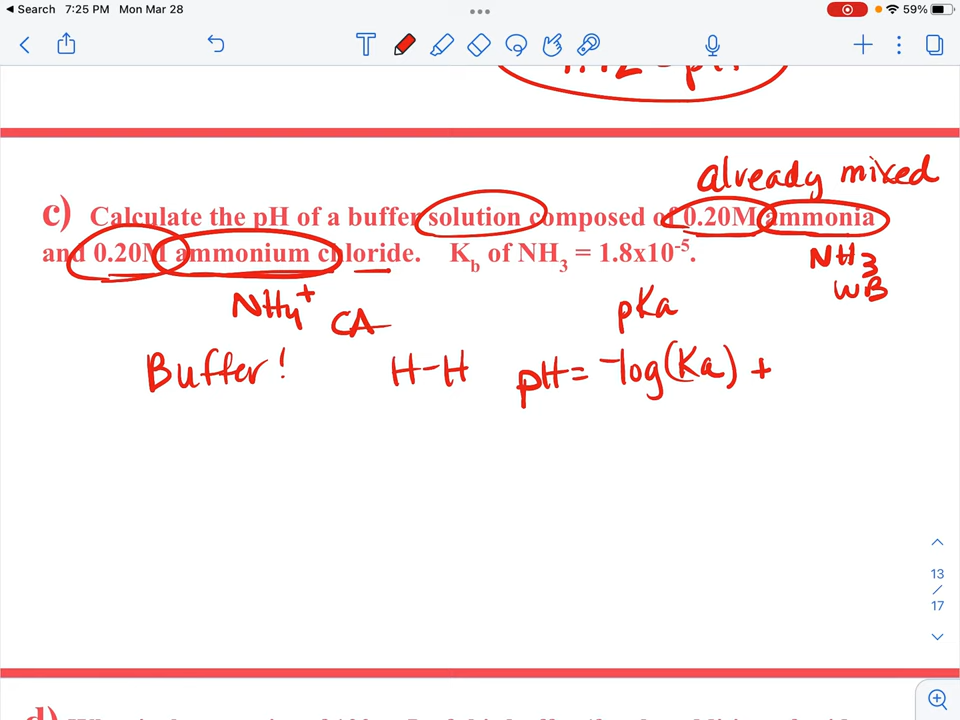 Search 7:25 PM Mon Mar 28 59%
c) Calculate the pH of a buffer solution composed of 0.20M ammonia
and 0.20M ammonium chloride. Kb of NH3 = 1.8x10-5.
already mixed
NH3
WB
NH4+
CA
pKa
Buffer! H-H pH= -log(Ka) +
13
/
17